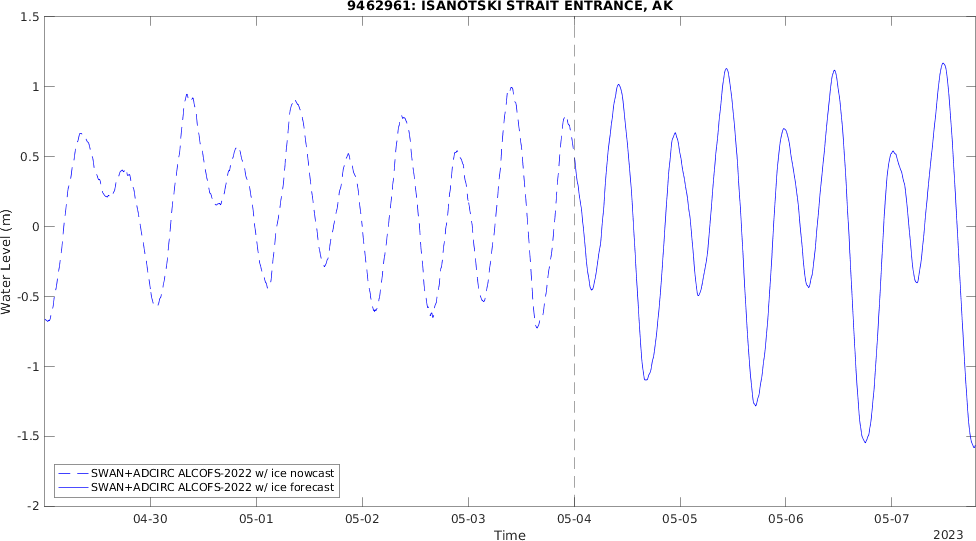 9462961: ISANOTSKI STRAIT ENTRANCE, AK
1.5
1
0.5
0
-0.5
-1
-1.5
-2
Water Level (m)
SWAN+ADCIRC ALCOFS-2022 w/ ice nowcast
SWAN+ADCIRC ALCOFS-2022 w/ ice forecast
04-30 05-01 05-02 05-03 05-04 05-05 05-06 05-07
Time
2023